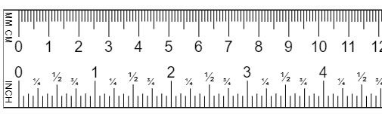 MM CM
0 1 2 3 4 5 6 7 8 9 10 11 12
0 ¼ ½ ¾ 1 ¼ ½ ¾ 2 ¼ ½ ¾ 3 ¼ ½ ¾ 4 ¼ ½
INCH